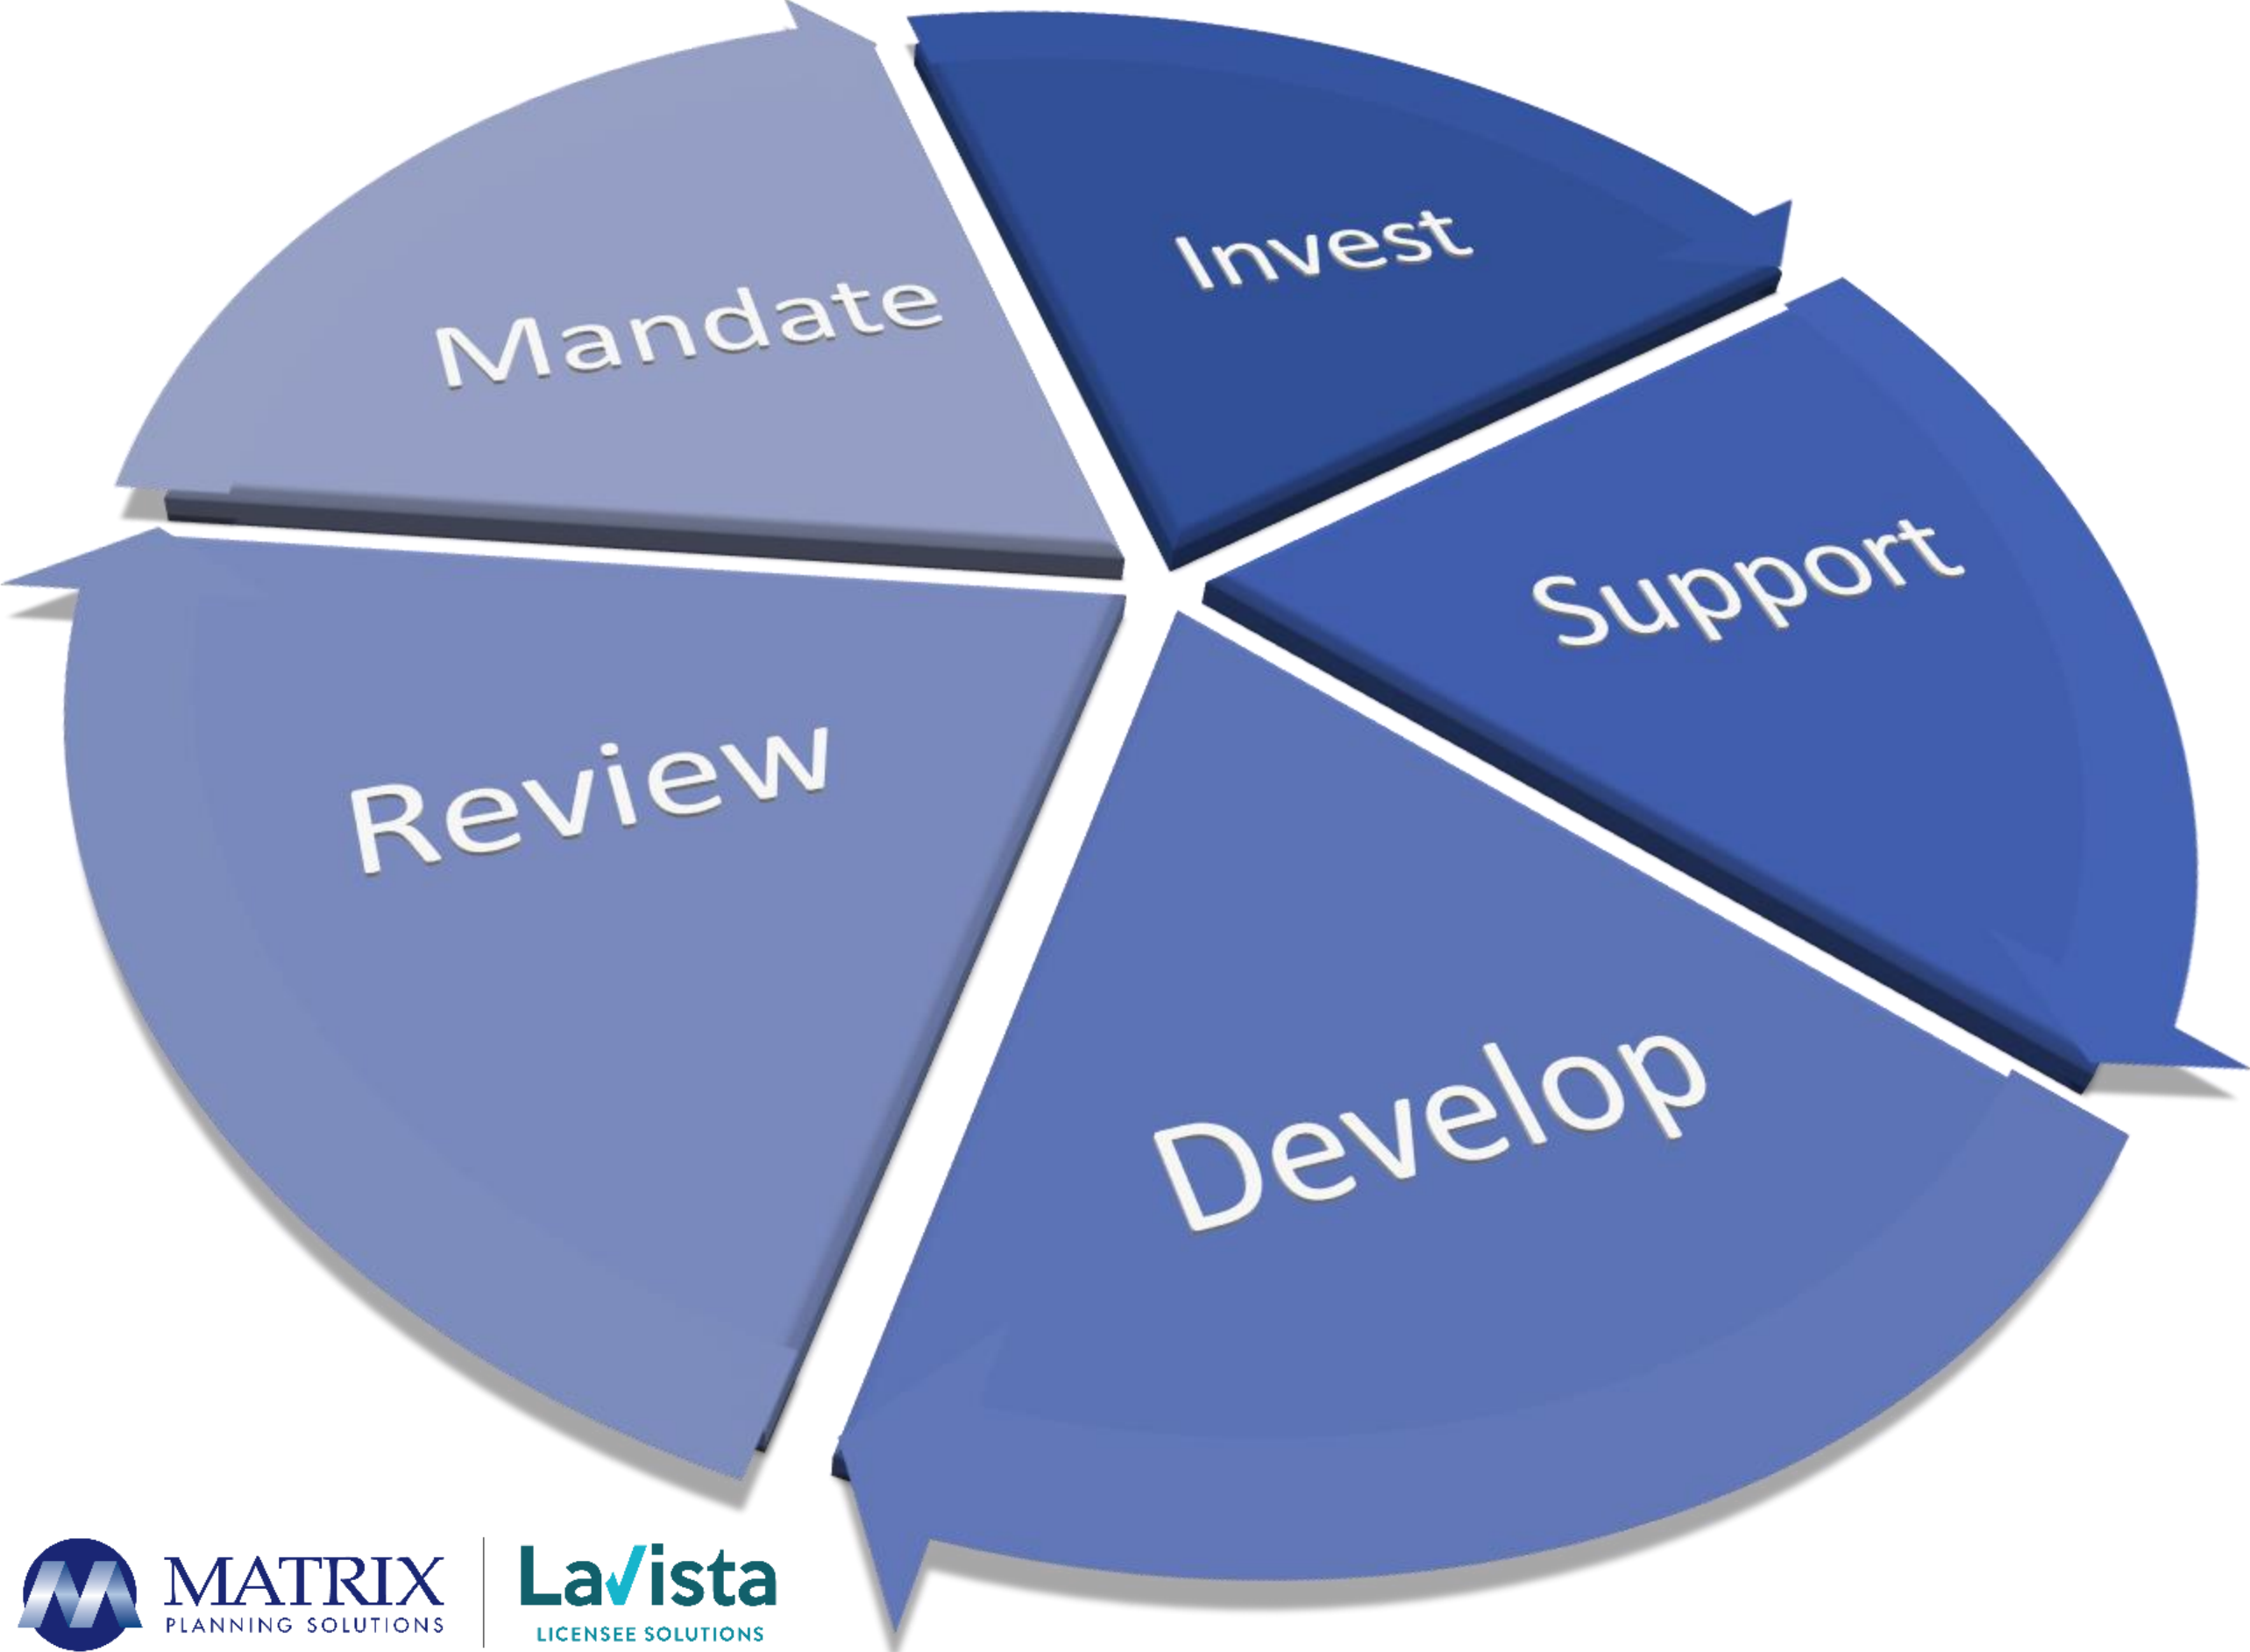 Mandate
Invest
Support
Develop
Review
MATRIX
PLANNING SOLUTIONS
LaVista
LICENSEE SOLUTIONS